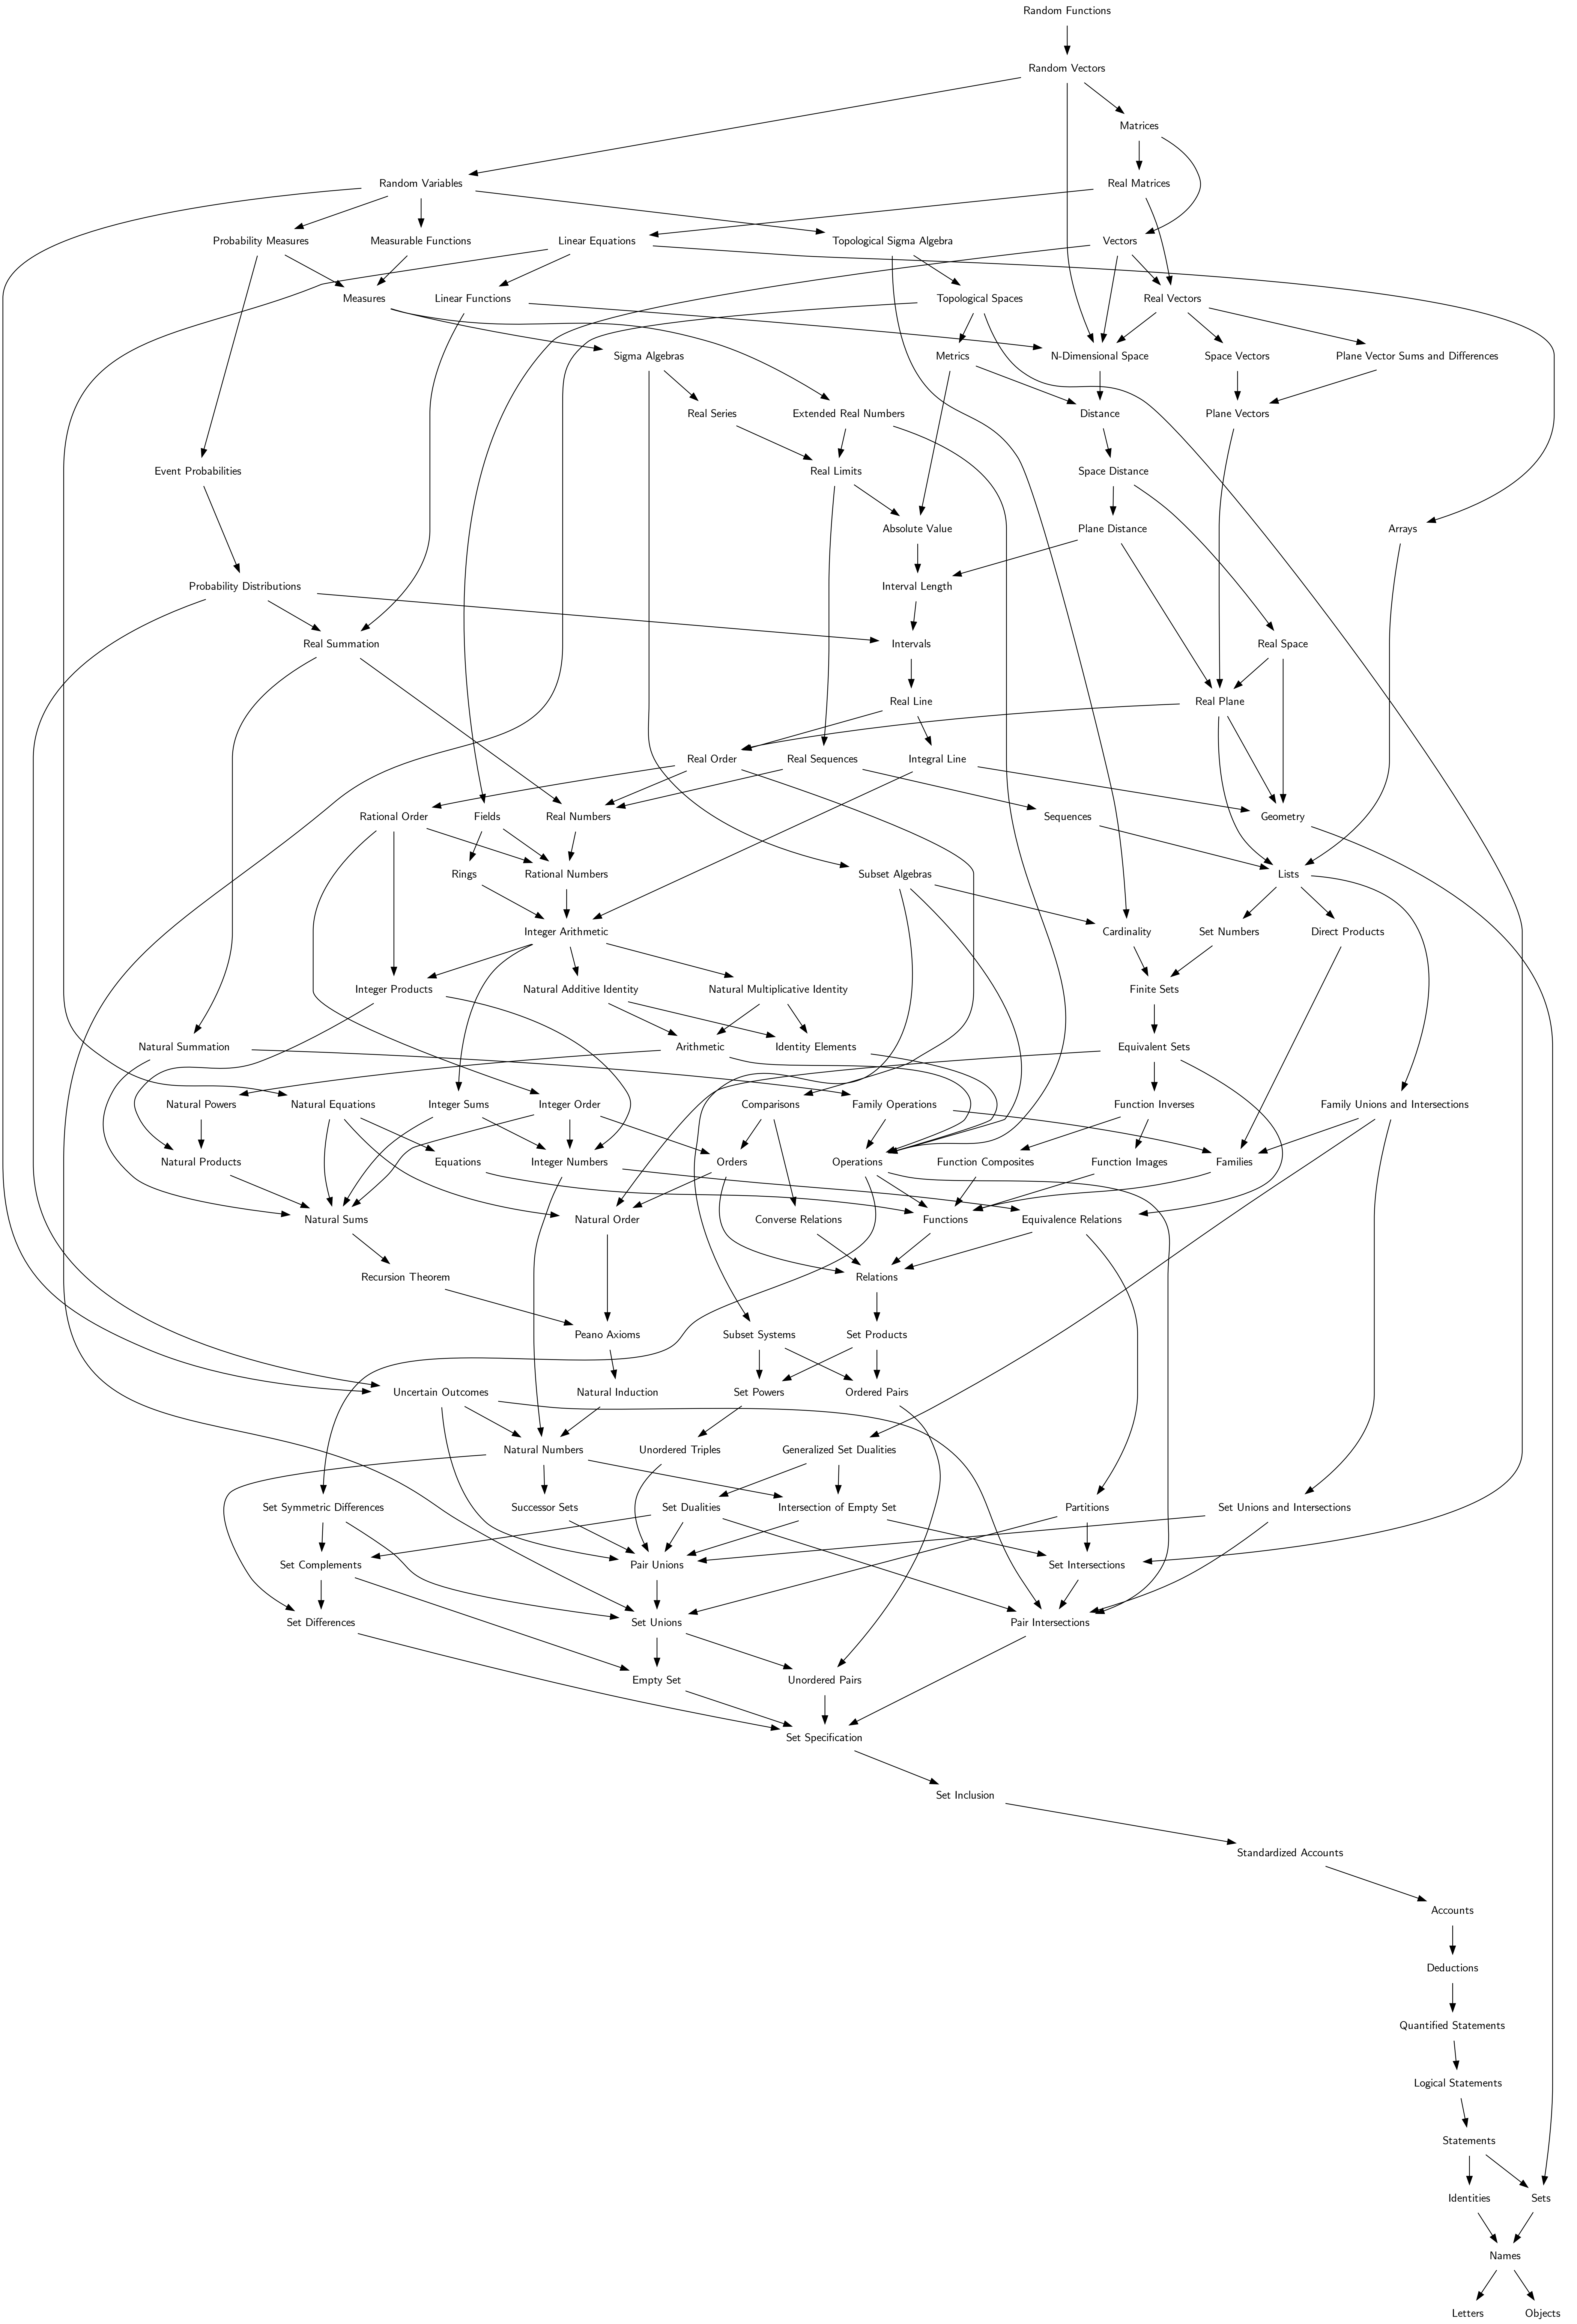 Random Functions
Random Vectors
Matrices
Random Variables
Real Matrices
Probability Measures
Measurable Functions
Linear Equations
Topological Sigma Algebra
Vectors
Measures
Linear Functions
Topological Spaces
Real Vectors
Sigma Algebras
Metrics
N-Dimensional Space
Space Vectors
Plane Vector Sums and Differences
Real Series
Extended Real Numbers
Distance
Plane Vectors
Event Probabilities
Real Limits
Space Distance
Absolute Value
Plane Distance
Arrays
Probability Distributions
Interval Length
Real Summation
Intervals
Real Space
Real Line
Real Plane
Real Order
Real Sequences
Integral Line
Rational Order
Fields
Real Numbers
Sequences
Geometry
Rings
Rational Numbers
Subset Algebras
Lists
Integer Arithmetic
Cardinality
Set Numbers
Direct Products
Integer Products
Natural Additive Identity
Natural Multiplicative Identity
Finite Sets
Natural Summation
Arithmetic
Identity Elements
Equivalent Sets
Natural Powers
Natural Equations
Integer Sums
Integer Order
Comparisons
Family Operations
Function Inverses
Family Unions and Intersections
Natural Products
Equations
Integer Numbers
Orders
Operations
Function Composites
Function Images
Families
Natural Sums
Natural Order
Converse Relations
Functions
Equivalence Relations
Recursion Theorem
Relations
Peano Axioms
Subset Systems
Set Products
Uncertain Outcomes
Natural Induction
Set Powers
Ordered Pairs
Natural Numbers
Unordered Triples
Generalized Set Dualities
Set Symmetric Differences
Successor Sets
Set Dualities
Intersection of Empty Set
Partitions
Set Unions and Intersections
Set Complements
Pair Unions
Set Intersections
Set Differences
Set Unions
Pair Intersections
Empty Set
Unordered Pairs
Set Specification
Set Inclusion
Standardized Accounts
Accounts
Deductions
Quantified Statements
Logical Statements
Statements
Identities
Sets
Names
Letters
Objects